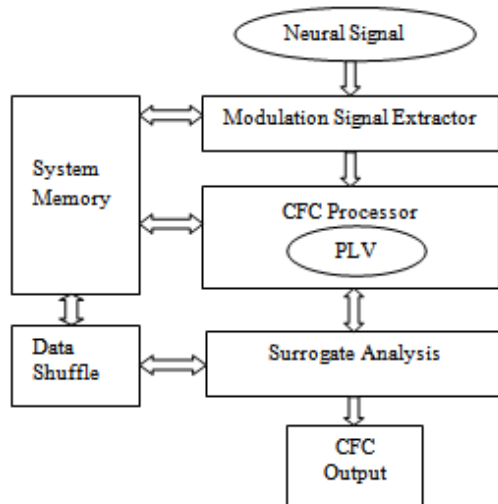 Neural Signal
Modulation Signal Extractor
System
Memory
CFC Processor
PLV
Data
Shuffle
Surrogate Analysis
CFC
Output